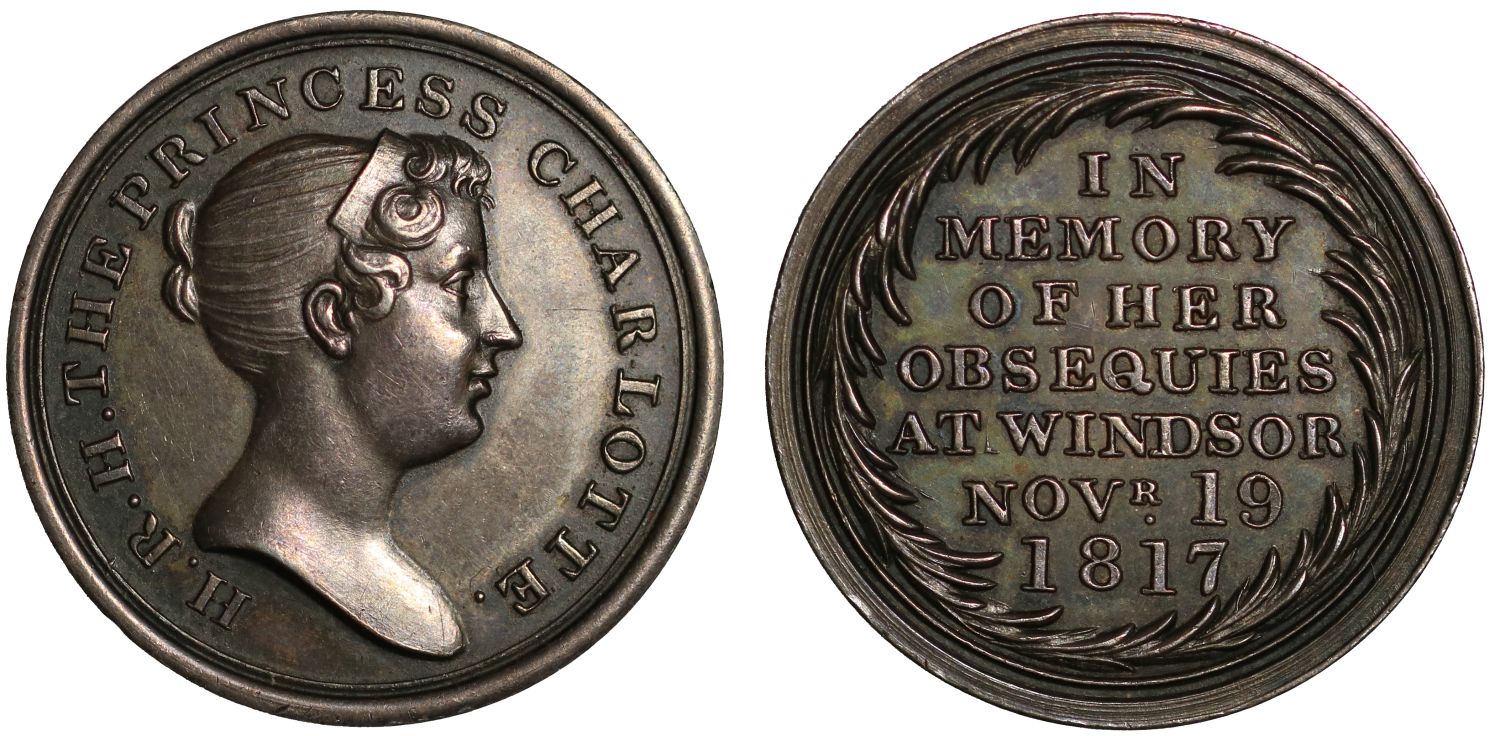 H.R.H.THE PRINCESS CHARLOTTE.
IN
MEMORY
OF HER
OBSEQUIES
AT WINDSOR
NOVR. 19
1817